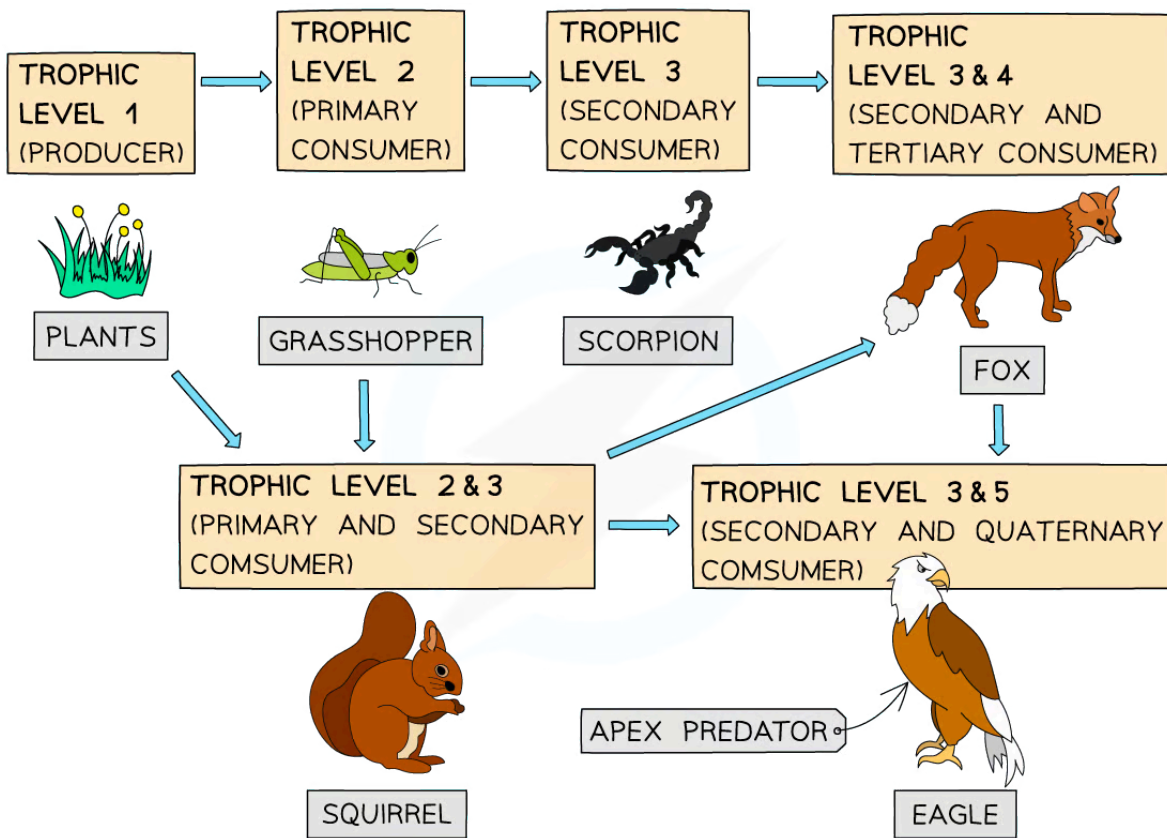 TROPHIC
LEVEL 1
(PRODUCER)
TROPHIC
LEVEL 2
(PRIMARY
CONSUMER)
TROPHIC
LEVEL 3
(SECONDARY
CONSUMER)
TROPHIC
LEVEL 3 & 4
(SECONDARY AND
TERTIARY CONSUMER)
PLANTS
GRASSHOPPER
SCORPION
FOX
TROPHIC LEVEL 2 & 3
(PRIMARY AND SECONDARY
COMSUMER)
TROPHIC LEVEL 3 & 5
(SECONDARY AND QUATERNARY
COMSUMER)
APEX PREDATOR
SQUIRREL
EAGLE